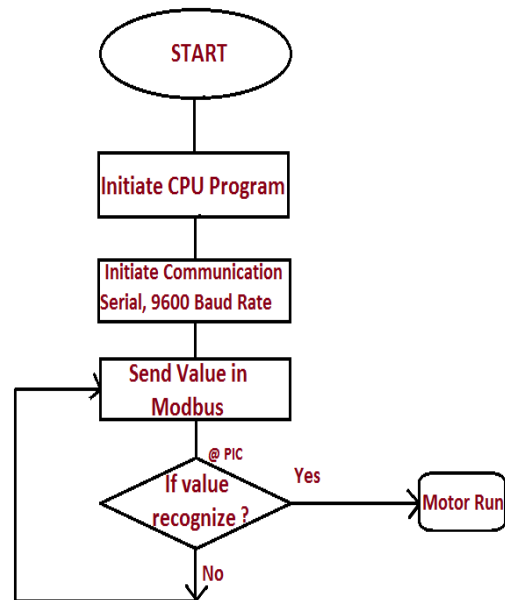 START
Initiate CPU Program
Initiate Communication
Serial, 9600 Baud Rate
Send Value in
Modbus
@ PIC
If value
recognize ?
Yes
Motor Run
No